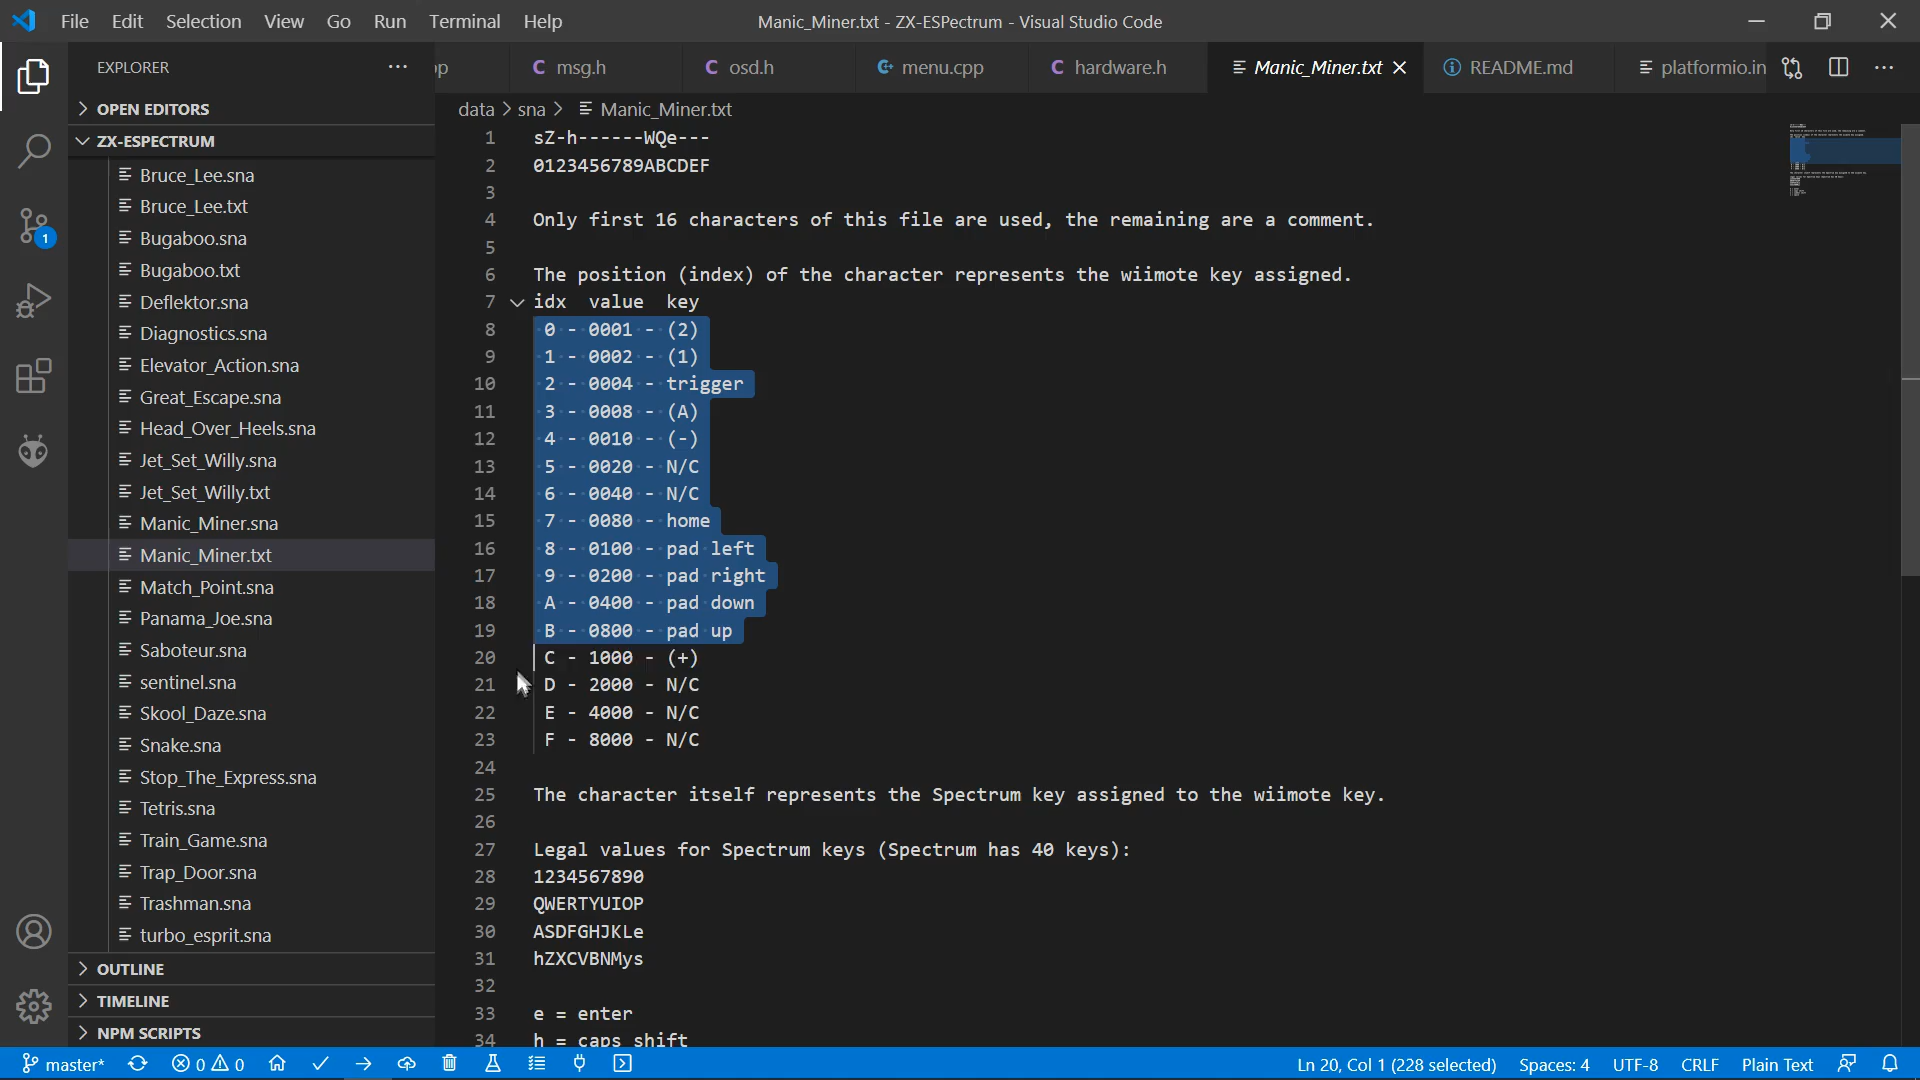 File Edit Selection View Go Run Terminal Help
Manic_Miner.txt - ZX-ESPectrum - Visual Studio Code
EXPLORER
msg.h
osd.h
menu.cpp
hardware.h
Manic_Miner.txt
README.md
platformio.in
OPEN EDITORS
ZX-ESPECTRUM
Bruce_Lee.sna
Bruce_Lee.txt
Bugaboo.sna
Bugaboo.txt
Deflektor.sna
Diagnostics.sna
Elevator_Action.sna
Great_Escape.sna
Head_Over_Heels.sna
Jet_Set_Willy.sna
Jet_Set_Willy.txt
Manic_Miner.sna
Manic_Miner.txt
Match_Point.sna
Panama_Joe.sna
Saboteur.sna
sentinel.sna
Skool_Daze.sna
Snake.sna
Stop_The_Express.sna
Tetris.sna
Train_Game.sna
Trap_Door.sna
Trashman.sna
turbo_esprit.sna
OUTLINE
TIMELINE
NPM SCRIPTS
data > sna > Manic_Miner.txt
1 sZ-h------WQe---
2 0123456789ABCDEF
3
4 Only first 16 characters of this file are used, the remaining are a comment.
5
6 The position (index) of the character represents the wiimote key assigned.
7 idx value key
8 0 - 0001 - (2)
9 1 - 0002 - (1)
10 2 - 0004 - trigger
11 3 - 0008 - (A)
12 4 - 0010 - (-)
13 5 - 0020 - N/C
14 6 - 0040 - N/C
15 7 - 0080 - home
16 8 - 0100 - pad left
17 9 - 0200 - pad right
18 A - 0400 - pad down
19 B - 0800 - pad up
20 C - 1000 - (+)
21 D - 2000 - N/C
22 E - 4000 - N/C
23 F - 8000 - N/C
24
25 The character itself represents the Spectrum key assigned to the wiimote key.
26
27 Legal values for Spectrum keys (Spectrum has 40 keys):
28 1234567890
29 QWERTYUIOP
30 ASDFGHJKLe
31 hZXCVBNMys
32
33 e = enter
34 h = caps shift
1
master* 0 0
Ln 20, Col 1 (228 selected) Spaces: 4 UTF-8 CRLF Plain Text